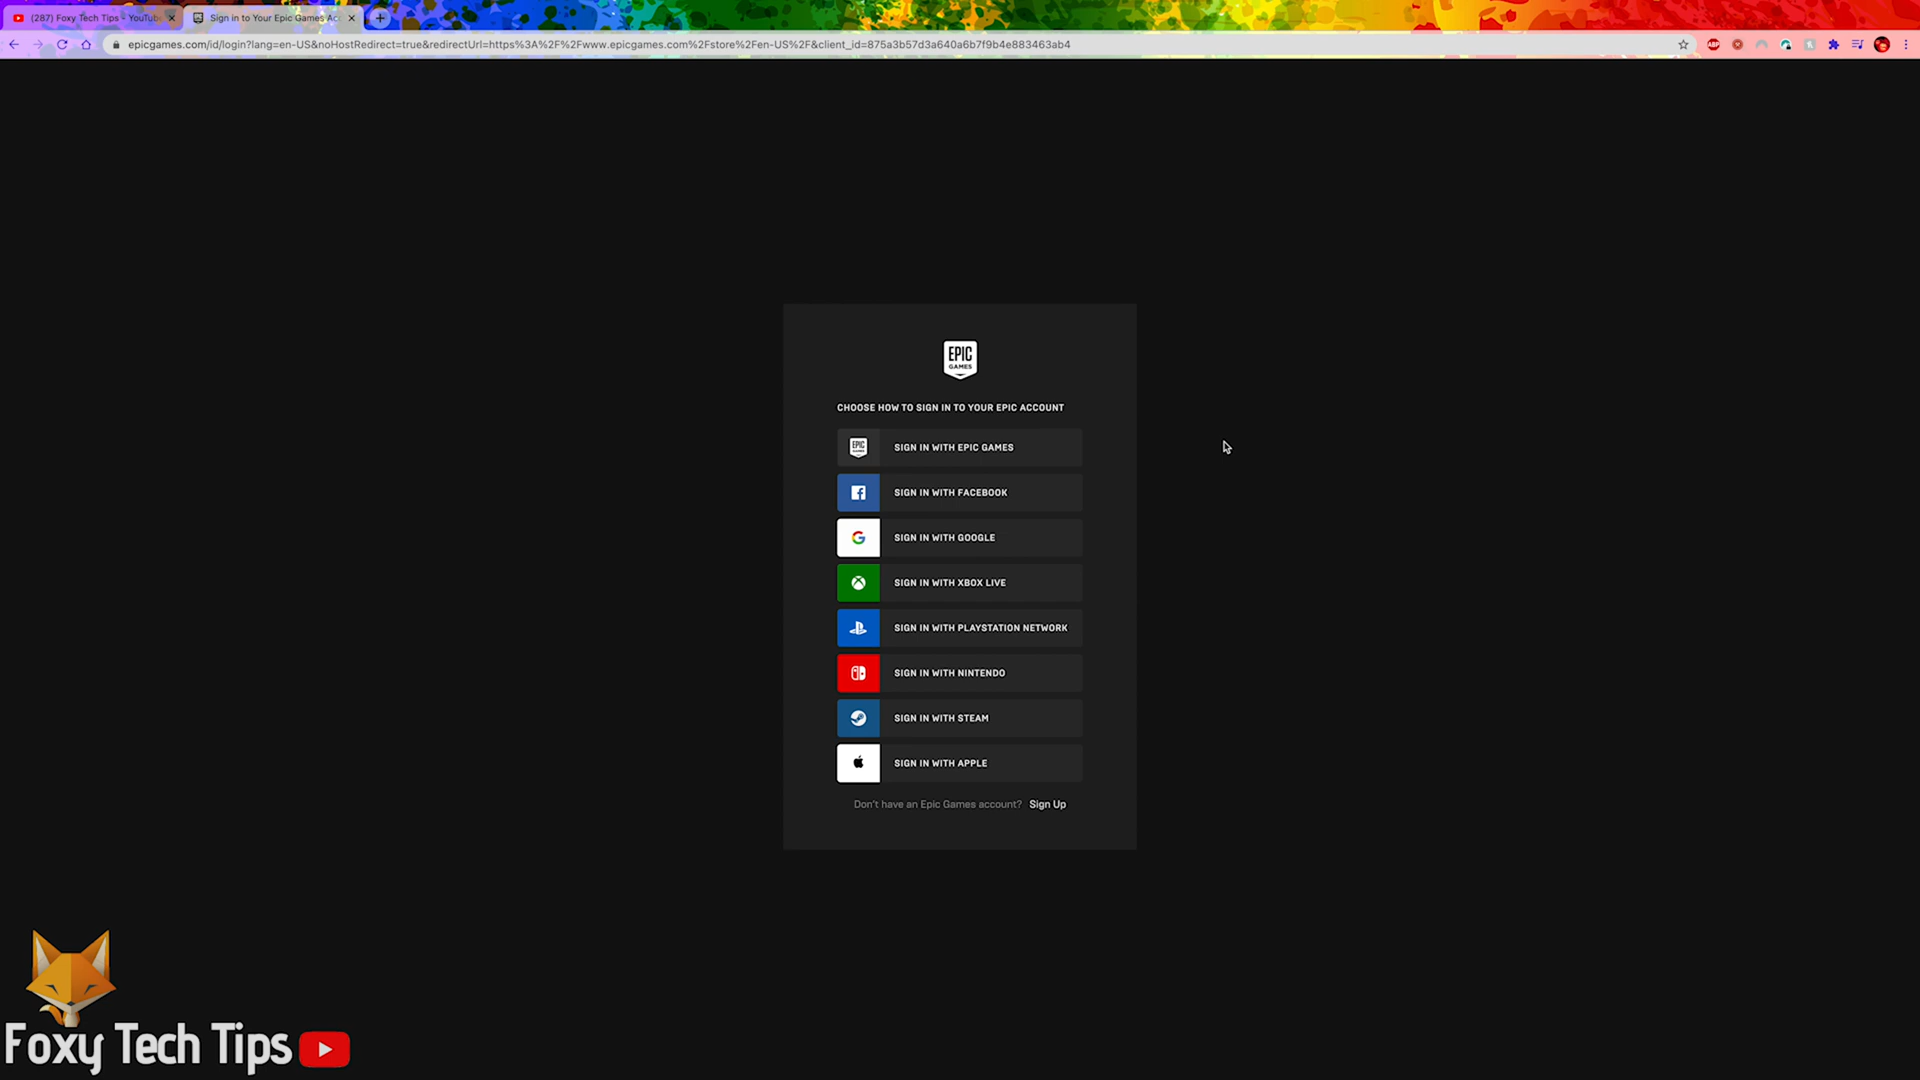 (287) Foxy Tech Tips - YouTube
Sign in to Your Epic Games Acc
epicgames.com/id/login?lang=en-US&noHostRedirect=true&redirectUrl=https%3A%2F%2Fwww.epicgames.com%2Fstore%2Fen-US%2F&client_id=875a3b57d3a640a6b7f9b4e883463ab4
ABP
EPIC
GAMES
CHOOSE HOW TO SIGN IN TO YOUR EPIC ACCOUNT
EPIC GAMES SIGN IN WITH EPIC GAMES
SIGN IN WITH FACEBOOK
SIGN IN WITH GOOGLE
SIGN IN WITH XBOX LIVE
SIGN IN WITH PLAYSTATION NETWORK
SIGN IN WITH NINTENDO
SIGN IN WITH STEAM
SIGN IN WITH APPLE
Don't have an Epic Games account? Sign Up
Foxy Tech Tips